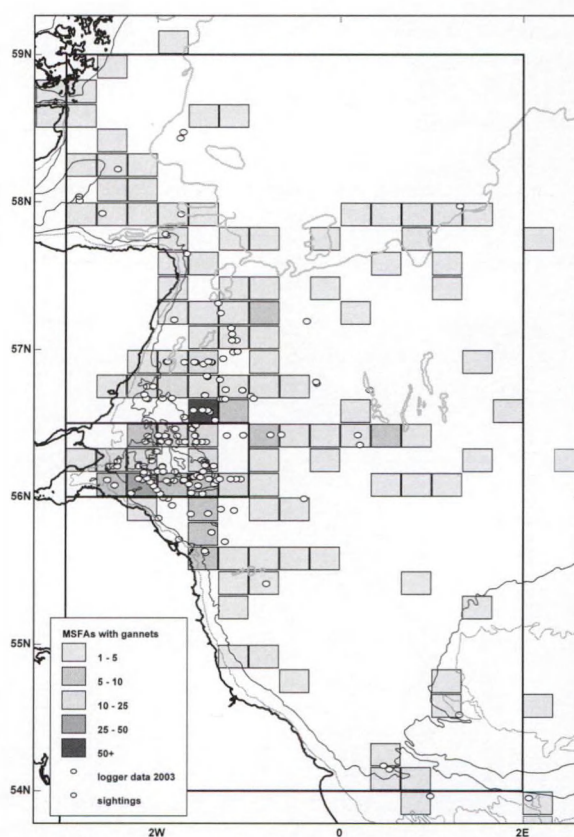 59N
58N
57N
56N
55N
54N
MSFAs with gannets
1 - 5
5 - 10
10 - 25
25 - 50
50+
logger data 2003
sightings
2W
0
2E